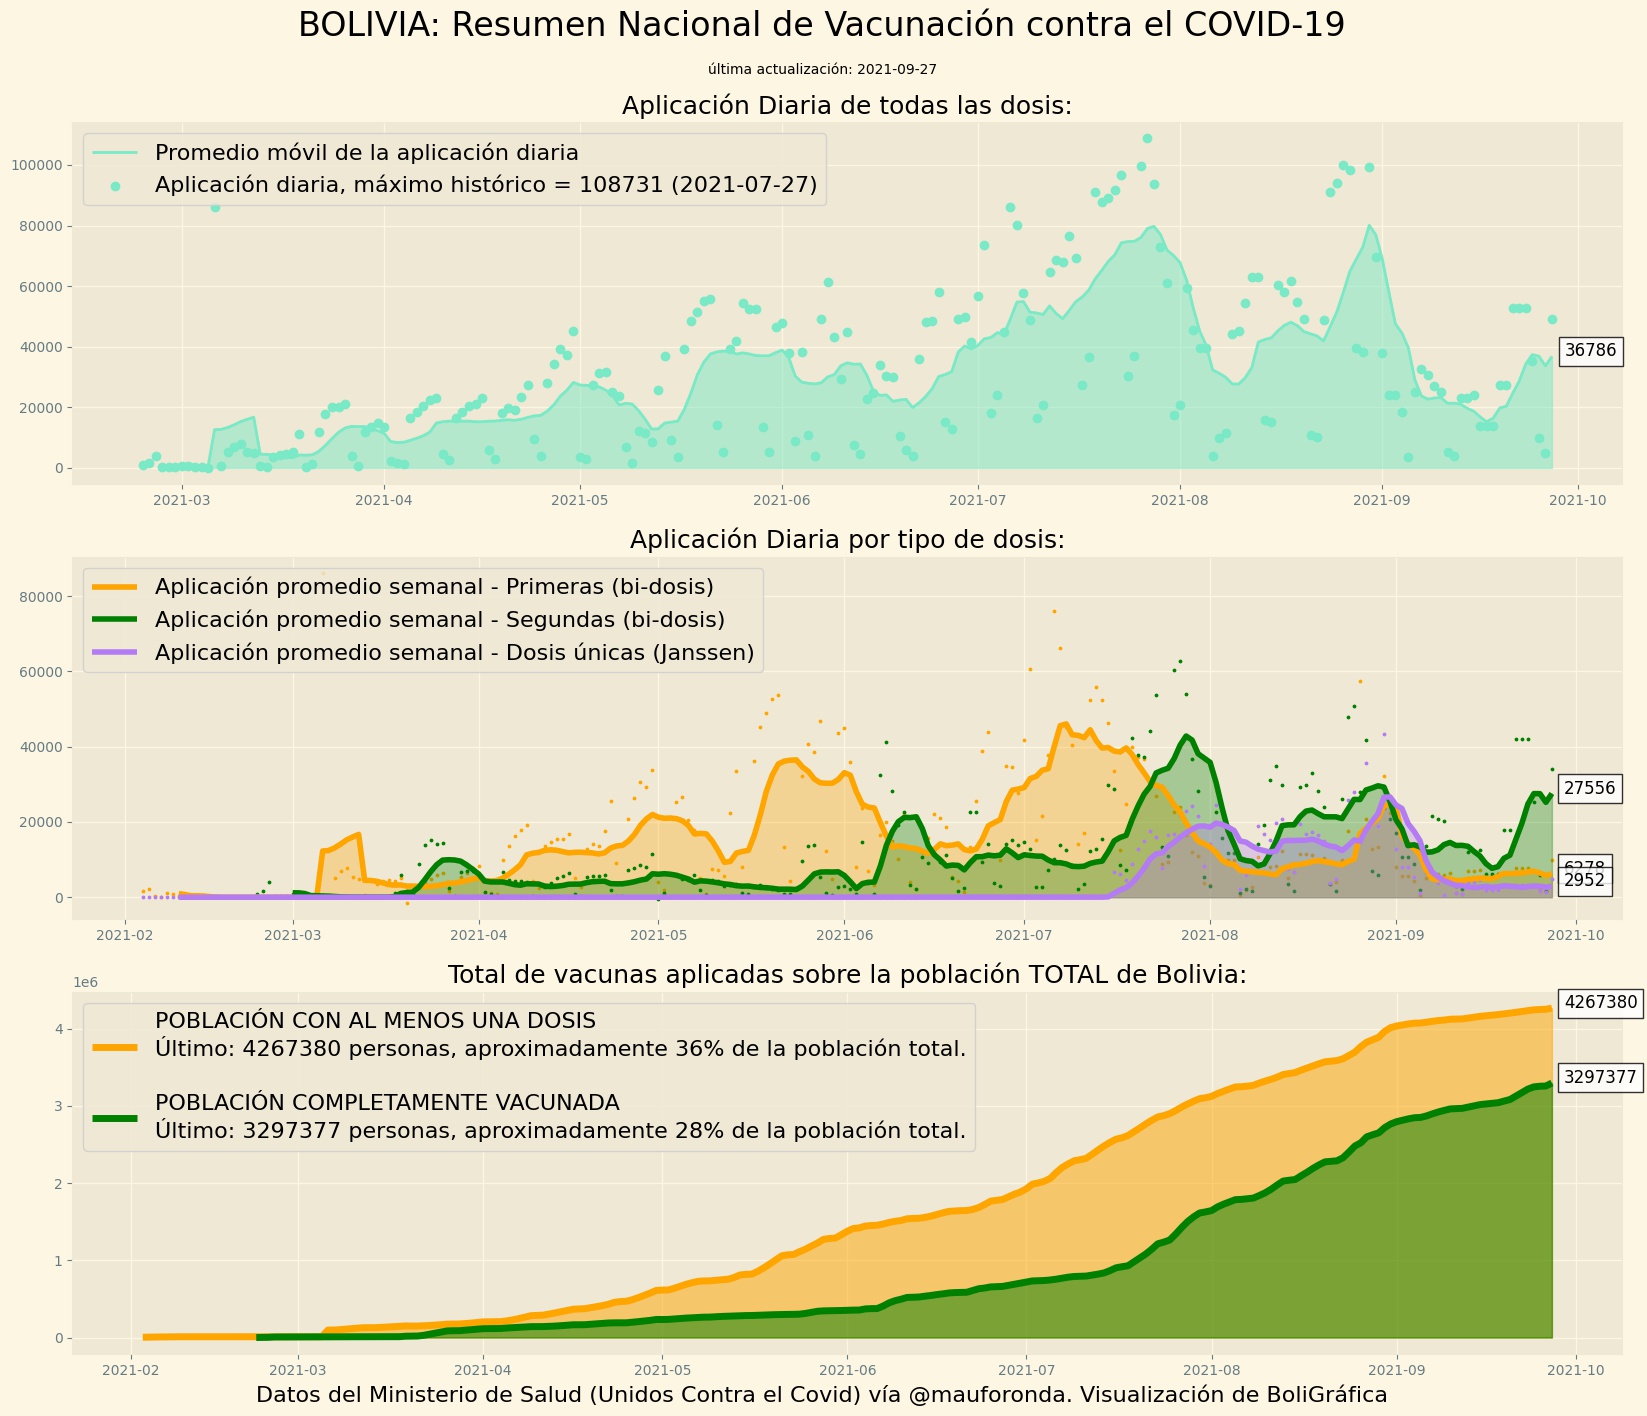 BOLIVIA: Resumen Nacional de Vacunación contra el COVID-19
última actualización: 2021-09-27
Aplicación Diaria de todas las dosis:
Promedio móvil de la aplicación diaria
Aplicación diaria, máximo histórico = 108731 (2021-07-27)
100000
80000
60000
40000
20000
0
36786
2021-03 2021-04 2021-05 2021-06 2021-07 2021-08 2021-09 2021-10
Aplicación Diaria por tipo de dosis:
Aplicación promedio semanal - Primeras (bi-dosis)
Aplicación promedio semanal - Segundas (bi-dosis)
Aplicación promedio semanal - Dosis únicas (Janssen)
80000
60000
40000
20000
0
27556
2952
2021-02 2021-03 2021-04 2021-05 2021-06 2021-07 2021-08 2021-09 2021-10
Total de vacunas aplicadas sobre la población TOTAL de Bolivia:
1e6
POBLACIÓN CON AL MENOS UNA DOSIS
Último: 4267380 personas, aproximadamente 36% de la población total.
POBLACIÓN COMPLETAMENTE VACUNADA
Último: 3297377 personas, aproximadamente 28% de la población total.
4267380
3297377
4
3
2
1
0
2021-02 2021-03 2021-04 2021-05 2021-06 2021-07 2021-08 2021-09 2021-10
Datos del Ministerio de Salud (Unidos Contra el Covid) vía @mauforonda. Visualización de BoliGráfica